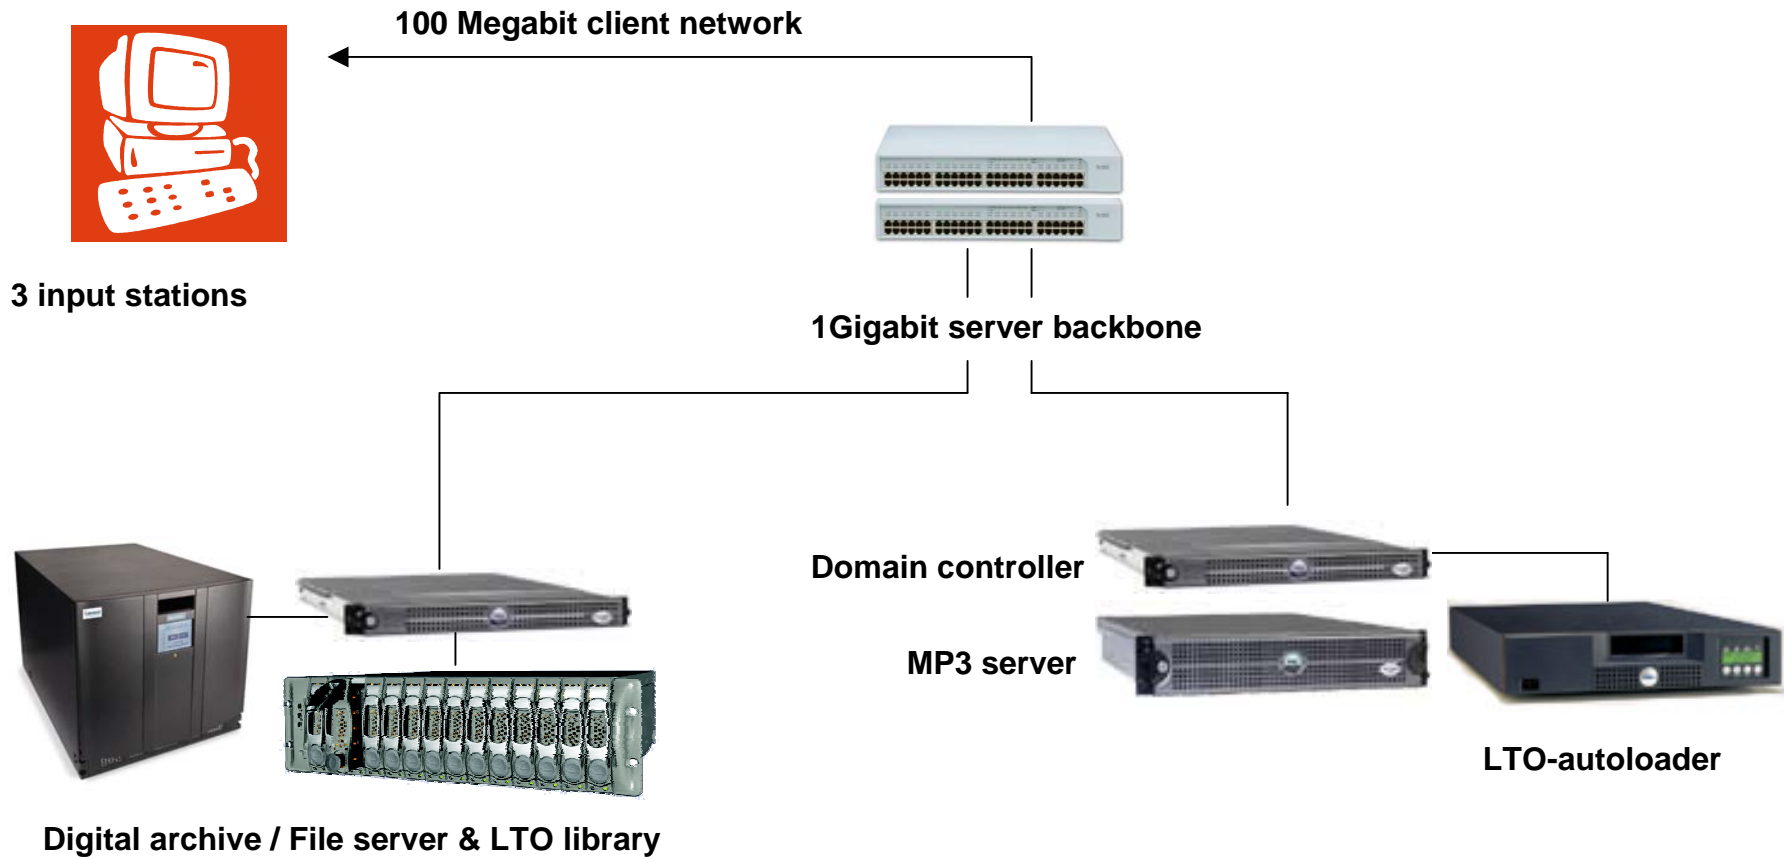 100 Megabit client network
3 input stations
1Gigabit server backbone
Domain controller
MP3 server
LTO-autoloader
Digital archive / File server & LTO library